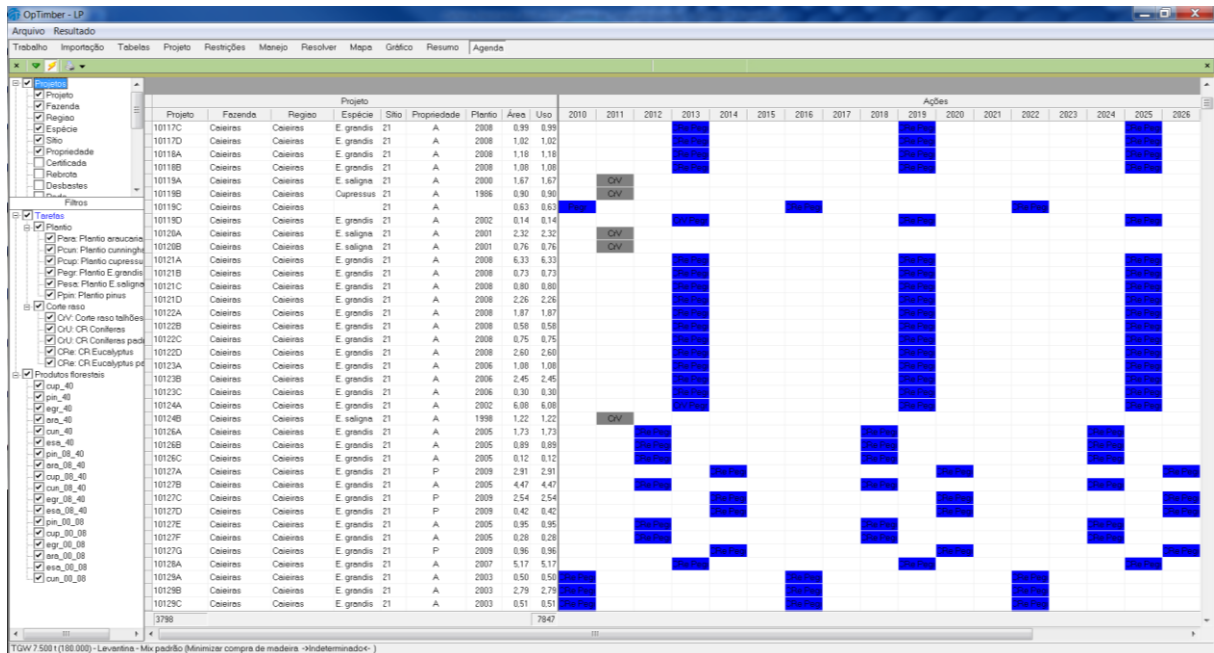 OpTimber - LP
Arquivo Resultado
Trabalho Importação Tabelas Projeto Restrições Manejo Resolver Mapa Gráfico Resumo Agenda
Projetos
Projeto
Fazenda
Regiao
Espécie
Sítio
Propriedade
Certificada
Rebrota
Desbastes
Filtros
Tarefas
Plantio
Para: Plantio araucaria
Pcun: Plantio cunningh
Pcup: Plantio cupressu
Pegr: Plantio E.grandis
Pesa: Plantio E.saligna
Ppin: Plantio pinus
Corte raso
CrV: Corte raso talhões
CrU: CR Coníferas
CrU: CR Coníferas padr
CRe: CR Eucalyptus
CRe: CR Eucalyptus pa
Produtos florestais
cup_40
pin_40
egr_40
ara_40
cun_40
esa_40
pin_08_40
ara_08_40
cup_08_40
cun_08_40
egr_08_40
esa_08_40
pin_00_08
cup_00_08
egr_00_08
ara_00_08
esa_00_08
cun_00_08
Projeto Ações
Projeto Fazenda Regiao Espécie Sítio Propriedade Plantio Área Uso 2010 2011 2012 2013 2014 2015 2016 2017 2018 2019 2020 2021 2022 2023 2024 2025 2026
10117C Caieiras Caieiras E. grandis 21 A 2008 0,99 0,99
10117D Caieiras Caieiras E. grandis 21 A 2008 1,02 1,02
10118A Caieiras Caieiras E. grandis 21 A 2008 1,18 1,18
10118B Caieiras Caieiras E. grandis 21 A 2008 1,08 1,08
10119A Caieiras Caieiras E. saligna 21 A 2000 1,67 1,67 CrV
10119B Caieiras Caieiras Cupressus 21 A 1986 0,90 0,90 CrV
10119C Caieiras Caieiras 21 A 0,63 0,63
10119D Caieiras Caieiras E. grandis 21 A 2002 0,14 0,14
10120A Caieiras Caieiras E. saligna 21 A 2001 2,32 2,32 CrV
10120B Caieiras Caieiras E. saligna 21 A 2001 0,76 0,76 CrV
10121A Caieiras Caieiras E. grandis 21 A 2008 6,33 6,33
10121B Caieiras Caieiras E. grandis 21 A 2008 0,73 0,73
10121C Caieiras Caieiras E. grandis 21 A 2008 0,80 0,80
10121D Caieiras Caieiras E. grandis 21 A 2008 2,26 2,26
10122A Caieiras Caieiras E. grandis 21 A 2008 1,87 1,87
10122B Caieiras Caieiras E. grandis 21 A 2008 0,58 0,58
10122C Caieiras Caieiras E. grandis 21 A 2008 0,75 0,75
10122D Caieiras Caieiras E. grandis 21 A 2008 2,60 2,60
10123A Caieiras Caieiras E. grandis 21 A 2006 1,08 1,08
10123B Caieiras Caieiras E. grandis 21 A 2006 2,45 2,45
10123C Caieiras Caieiras E. grandis 21 A 2006 0,30 0,30
10124A Caieiras Caieiras E. grandis 21 A 2002 6,08 6,08
10124B Caieiras Caieiras E. saligna 21 A 1998 1,22 1,22 CrV
10126A Caieiras Caieiras E. grandis 21 A 2005 1,73 1,73
10126B Caieiras Caieiras E. grandis 21 A 2005 0,89 0,89
10126C Caieiras Caieiras E. grandis 21 A 2005 0,12 0,12
10127A Caieiras Caieiras E. grandis 21 P 2009 2,91 2,91
10127B Caieiras Caieiras E. grandis 21 A 2005 4,47 4,47
10127C Caieiras Caieiras E. grandis 21 P 2009 2,54 2,54
10127D Caieiras Caieiras E. grandis 21 P 2009 0,42 0,42
10127E Caieiras Caieiras E. grandis 21 A 2005 0,95 0,95
10127F Caieiras Caieiras E. grandis 21 A 2005 0,28 0,28
10127G Caieiras Caieiras E. grandis 21 P 2009 0,96 0,96
10128A Caieiras Caieiras E. grandis 21 A 2007 5,17 5,17
10129A Caieiras Caieiras E. grandis 21 A 2003 0,50 0,50
10129B Caieiras Caieiras E. grandis 21 A 2003 2,79 2,79
10129C Caieiras Caieiras E. grandis 21 A 2003 0,51 0,51
3798 7847
TGW 7.500 t (180.000) - Levantina - Mix padrão (Minimizar compra de madeira ->Indeterminado<- )